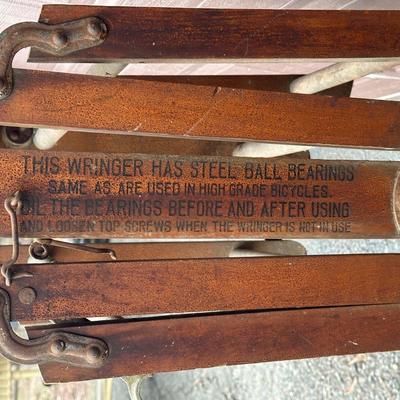 THIS WRINGER HAS STEEL BALL BEARINGS
SAME AS ARE USED IN HIGH GRADE BICYCLES.
OIL THE BEARINGS BEFORE AND AFTER USING
AND LOOSEN TOP SCREWS WHEN THE WRINGER IS NOT IN USE